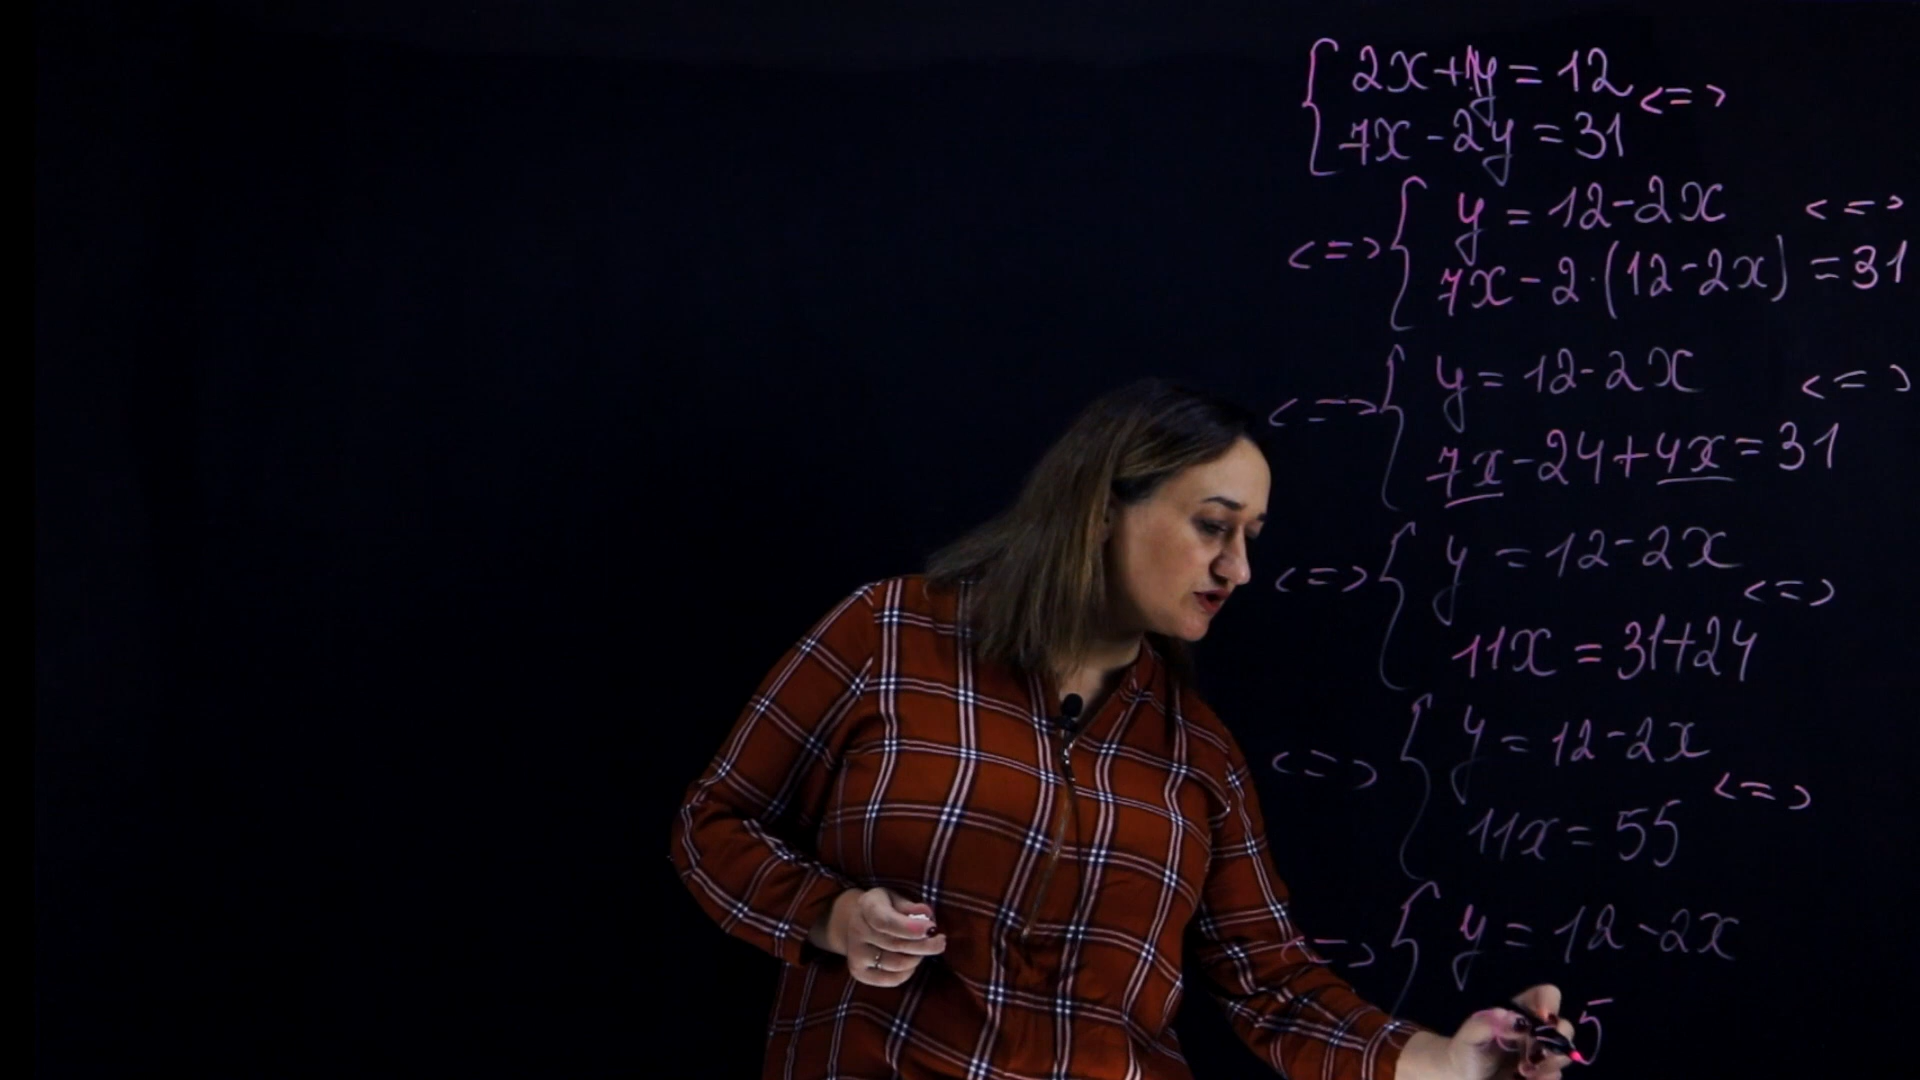 { 2x+y = 12 <=>
7x - 2y = 31
<=> { y = 12-2x <=>
7x - 2·(12-2x) = 31
<=> { y = 12-2x <=>
7x-24+4x=31
<=> { y = 12-2x <=>
11x = 31+24
<=> { y = 12-2x <=>
11x = 55
<=> { y = 12-2x
= 5